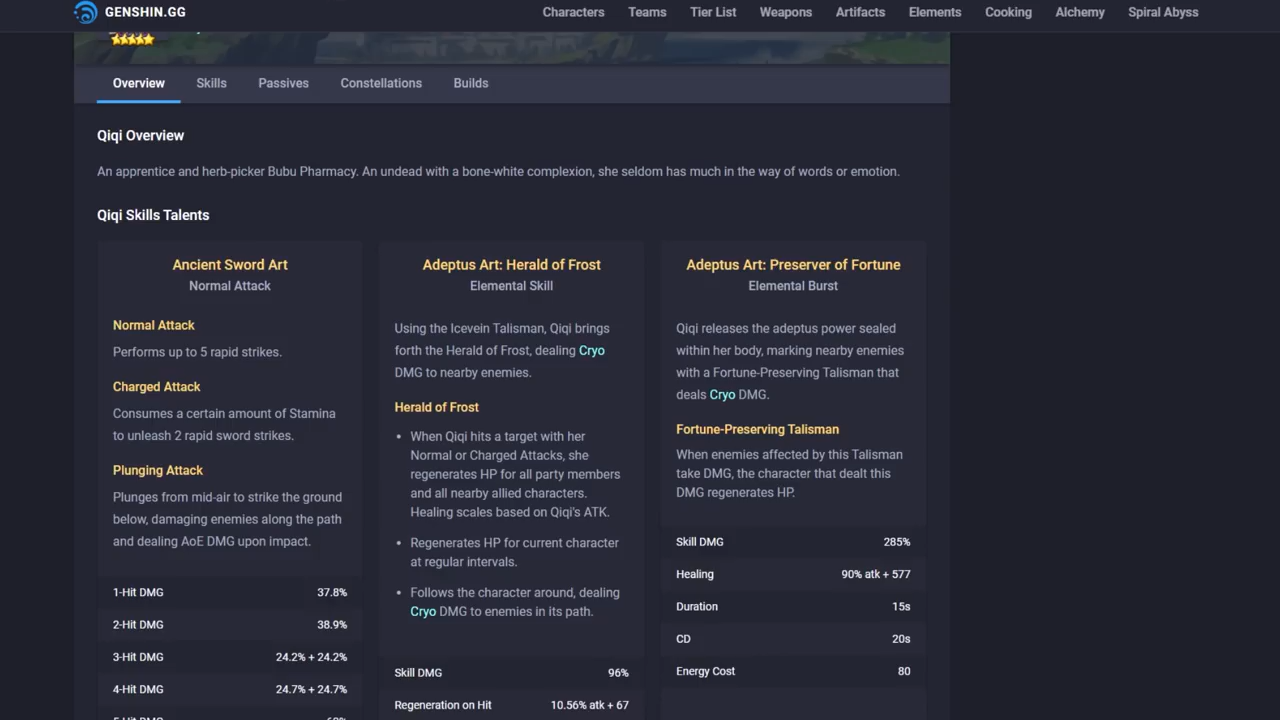 GENSHIN.GG
Characters Teams Tier List Weapons Artifacts Elements Cooking Alchemy Spiral Abyss
Overview Skills Passives Constellations Builds
Qiqi Overview
An apprentice and herb-picker Bubu Pharmacy. An undead with a bone-white complexion, she seldom has much in the way of words or emotion.
Qiqi Skills Talents
Ancient Sword Art
Normal Attack
Normal Attack
Performs up to 5 rapid strikes.
Charged Attack
Consumes a certain amount of Stamina
to unleash 2 rapid sword strikes.
Plunging Attack
Plunges from mid-air to strike the ground
below, damaging enemies along the path
and dealing AoE DMG upon impact.
1-Hit DMG 37.8%
2-Hit DMG 38.9%
3-Hit DMG 24.2% + 24.2%
4-Hit DMG 24.7% + 24.7%
Adeptus Art: Herald of Frost
Elemental Skill
Using the Icevein Talisman, Qiqi brings
forth the Herald of Frost, dealing Cryo
DMG to nearby enemies.
Herald of Frost
• When Qiqi hits a target with her
Normal or Charged Attacks, she
regenerates HP for all party members
and all nearby allied characters.
Healing scales based on Qiqi's ATK.
• Regenerates HP for current character
at regular intervals.
• Follows the character around, dealing
Cryo DMG to enemies in its path.
Skill DMG 96%
Regeneration on Hit 10.56% atk + 67
Adeptus Art: Preserver of Fortune
Elemental Burst
Qiqi releases the adeptus power sealed
within her body, marking nearby enemies
with a Fortune-Preserving Talisman that
deals Cryo DMG.
Fortune-Preserving Talisman
When enemies affected by this Talisman
take DMG, the character that dealt this
DMG regenerates HP.
Skill DMG 285%
Healing 90% atk + 577
Duration 15s
CD 20s
Energy Cost 80